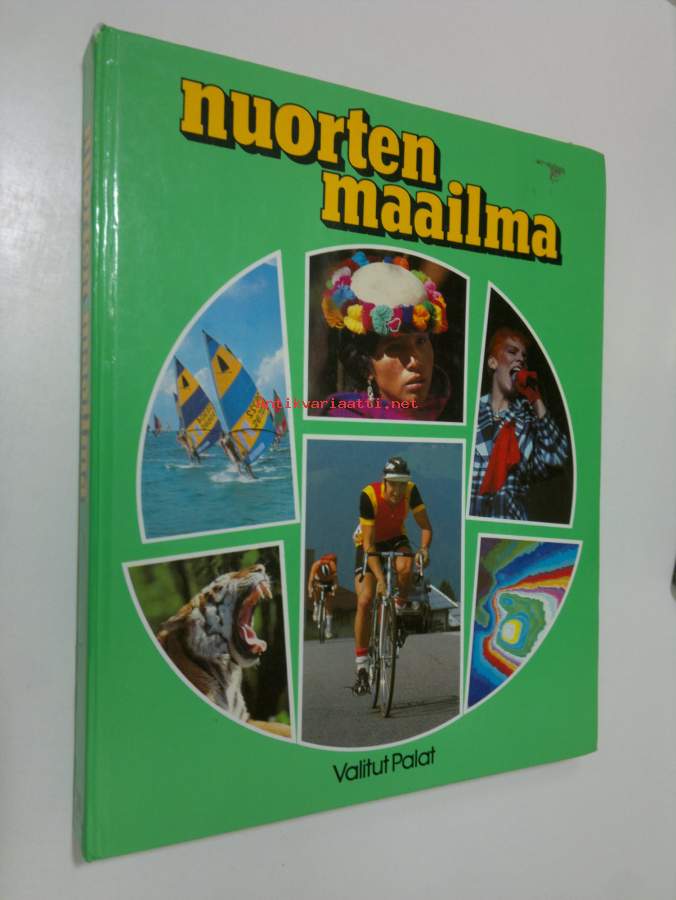 nuorten
maailma
antikvariaatti.net
Valitut Palat